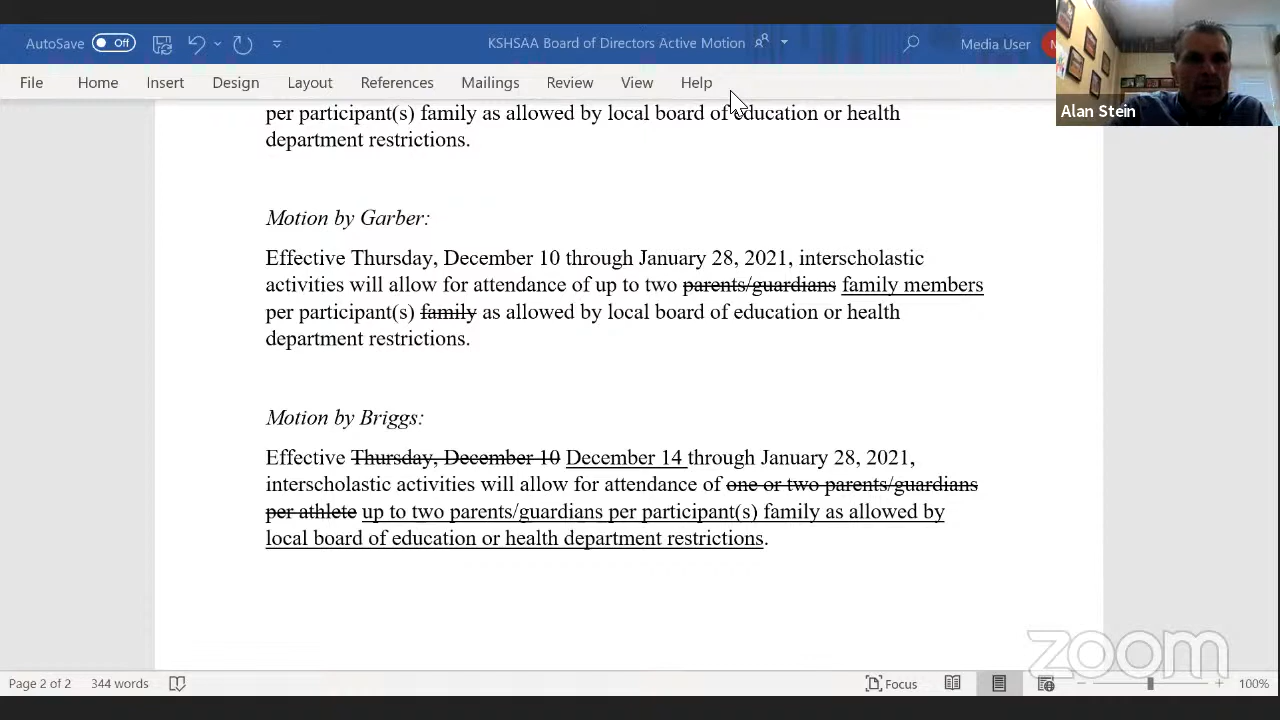 AutoSave Off KSHSAA Board of Directors Active Motion Media User
File Home Insert Design Layout References Mailings Review View Help
Alan Stein
per participant(s) family as allowed by local board of education or health
department restrictions.
Motion by Garber:
Effective Thursday, December 10 through January 28, 2021, interscholastic
activities will allow for attendance of up to two parents/guardians family members
per participant(s) family as allowed by local board of education or health
department restrictions.
Motion by Briggs:
Effective Thursday, December 10 December 14 through January 28, 2021,
interscholastic activities will allow for attendance of one or two parents/guardians
per athlete up to two parents/guardians per participant(s) family as allowed by
local board of education or health department restrictions.
zoom
Page 2 of 2 344 words Focus 100%